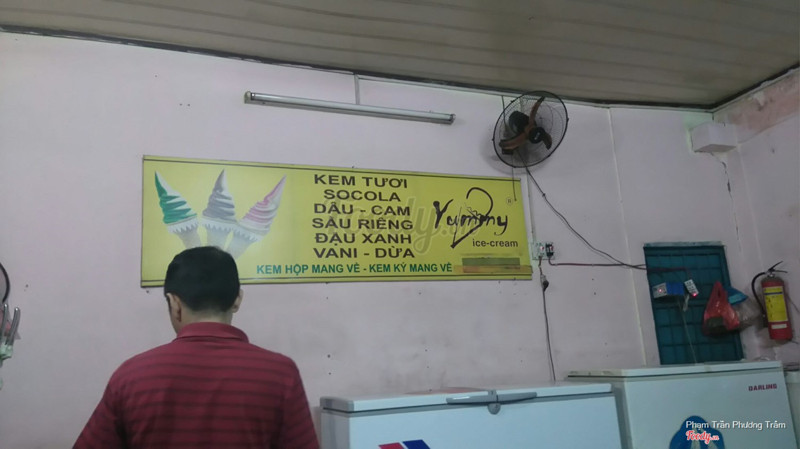 KEM TƯƠI
SOCOLA
DÂU - CAM
SẦU RIÊNG
ĐẬU XANH
VANI - DỪA
KEM HỘP MANG VỀ - KEM KÝ MANG VỀ
Yummy
®
ice-cream
DARLING
Phạm Trần Phương Trâm
foody.vn